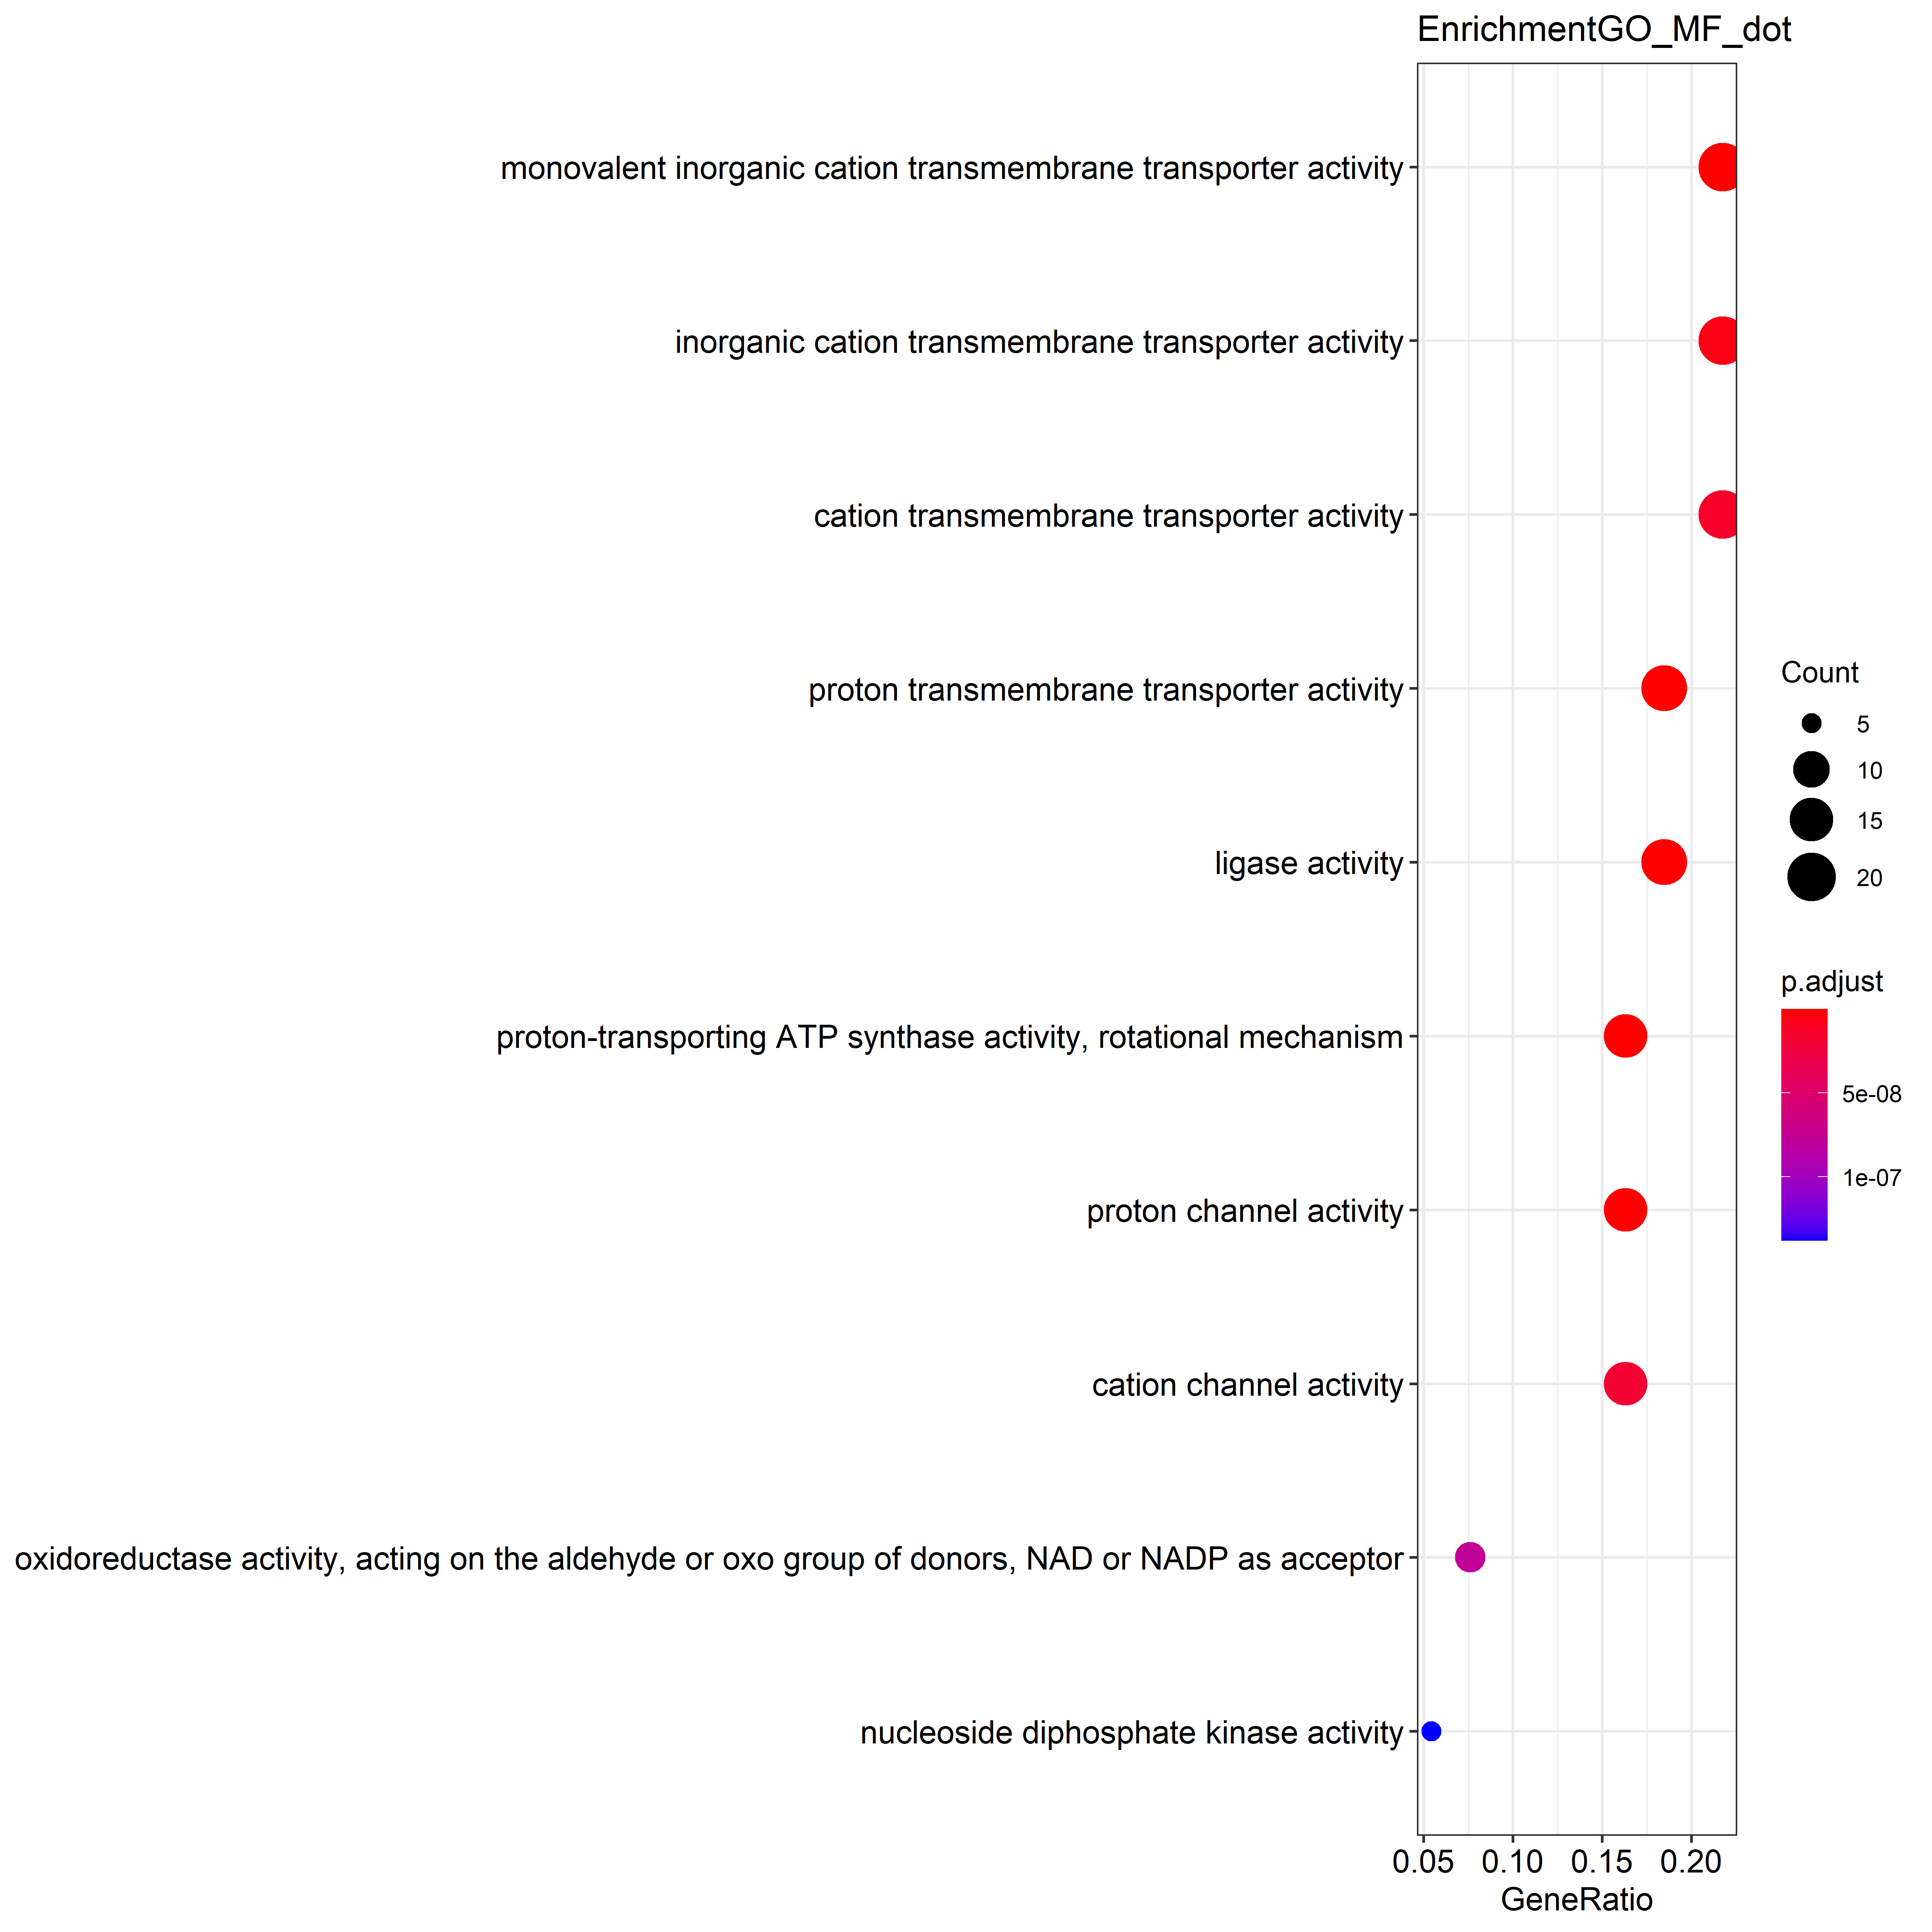 EnrichmentGO_MF_dot
monovalent inorganic cation transmembrane transporter activity
inorganic cation transmembrane transporter activity
cation transmembrane transporter activity
proton transmembrane transporter activity
ligase activity
proton-transporting ATP synthase activity, rotational mechanism
proton channel activity
cation channel activity
oxidoreductase activity, acting on the aldehyde or oxo group of donors, NAD or NADP as acceptor
nucleoside diphosphate kinase activity
0.05 0.10 0.15 0.20
GeneRatio
Count
5
10
15
20
p.adjust
5e-08
1e-07